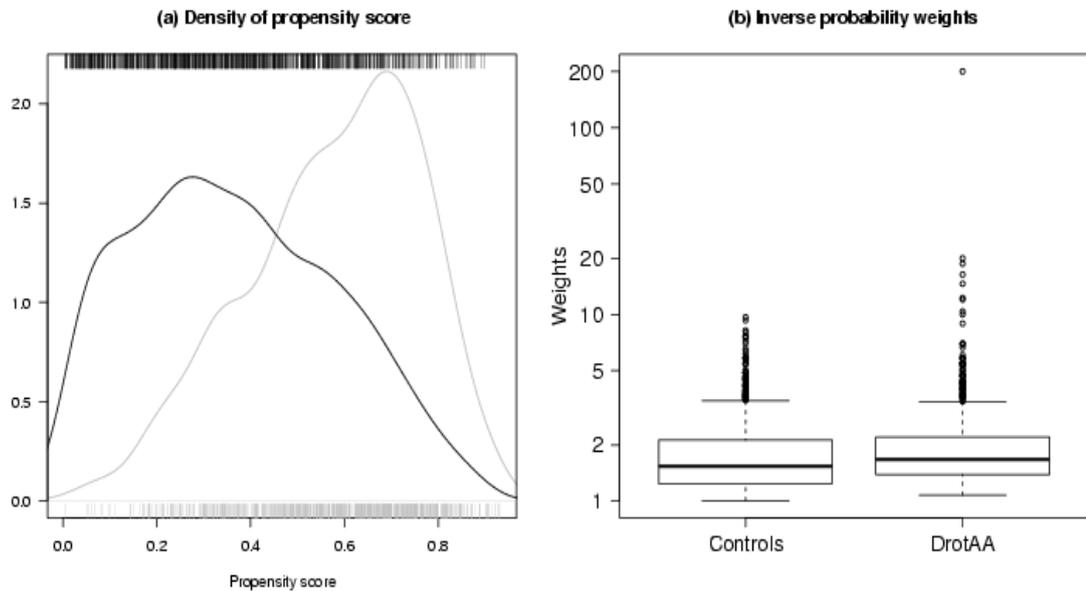 (a) Density of propensity score
2.0
1.5
1.0
0.5
0.0
0.0 0.2 0.4 0.6 0.8
Propensity score
(b) Inverse probability weights
Weights
200
100
50
20
10
5
2
1
Controls DrotAA